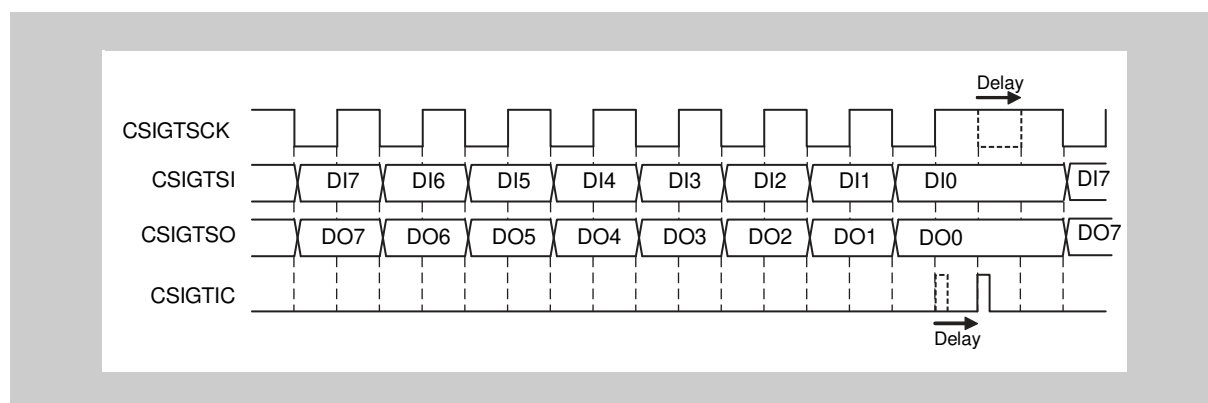 Delay
CSIGTSCK
CSIGTSI DI7 DI6 DI5 DI4 DI3 DI2 DI1 DI0 DI7
CSIGTSO DO7 DO6 DO5 DO4 DO3 DO2 DO1 DO0 DO7
CSIGTIC
Delay